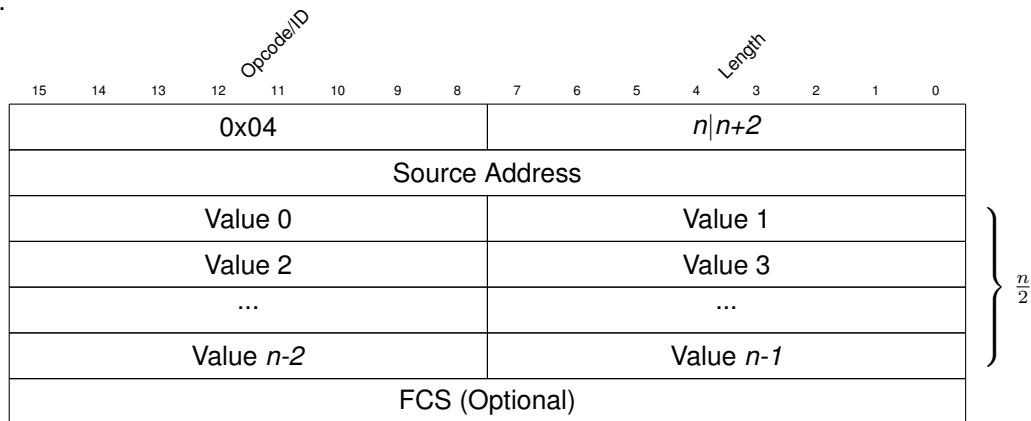 .
Opcode/ID Length
15 14 13 12 11 10 9 8 7 6 5 4 3 2 1 0
0x04 n|n+2
Source Address
Value 0 Value 1
Value 2 Value 3
... ...
Value n-2 Value n-1
n
2
FCS (Optional)